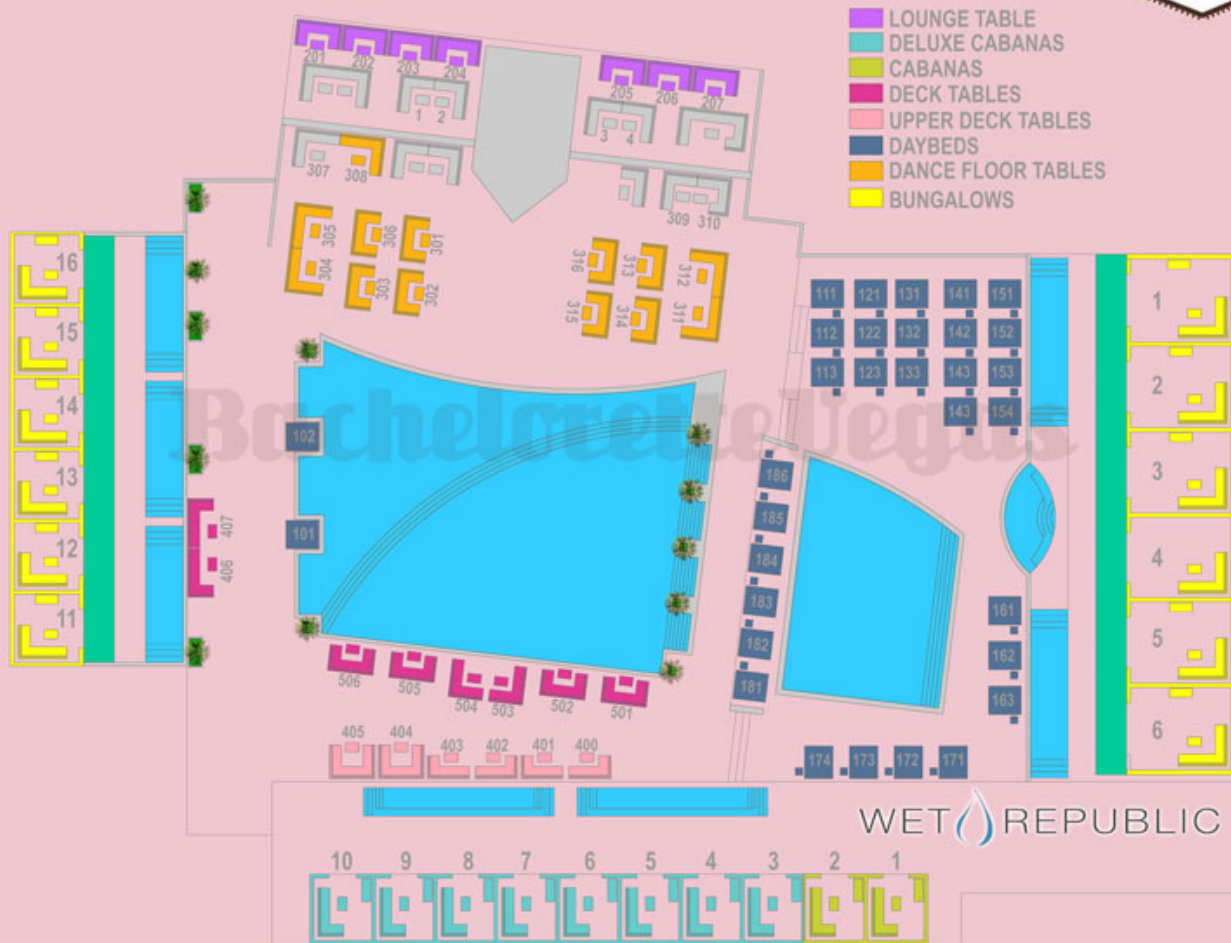 LOUNGE TABLE
DELUXE CABANAS
CABANAS
DECK TABLES
UPPER DECK TABLES
DAYBEDS
DANCE FLOOR TABLES
BUNGALOWS
201 202 203 204
205 206 207
1 2
3 4
307 308
309 310
305 306 301
304 303 302
316 313 312
315 314 311
16
15
14
13
12
11
111 121 131 141 151
112 122 132 142 152
113 123 133 143 153
143 154
1
2
3
4
5
6
BacheloretteVegas
102
101
407
406
186
185
184
183
182
181
161
162
163
506 505 504 503 502 501
405 404 403 402 401 400
174 173 172 171
WET REPUBLIC
10 9 8 7 6 5 4 3 2 1